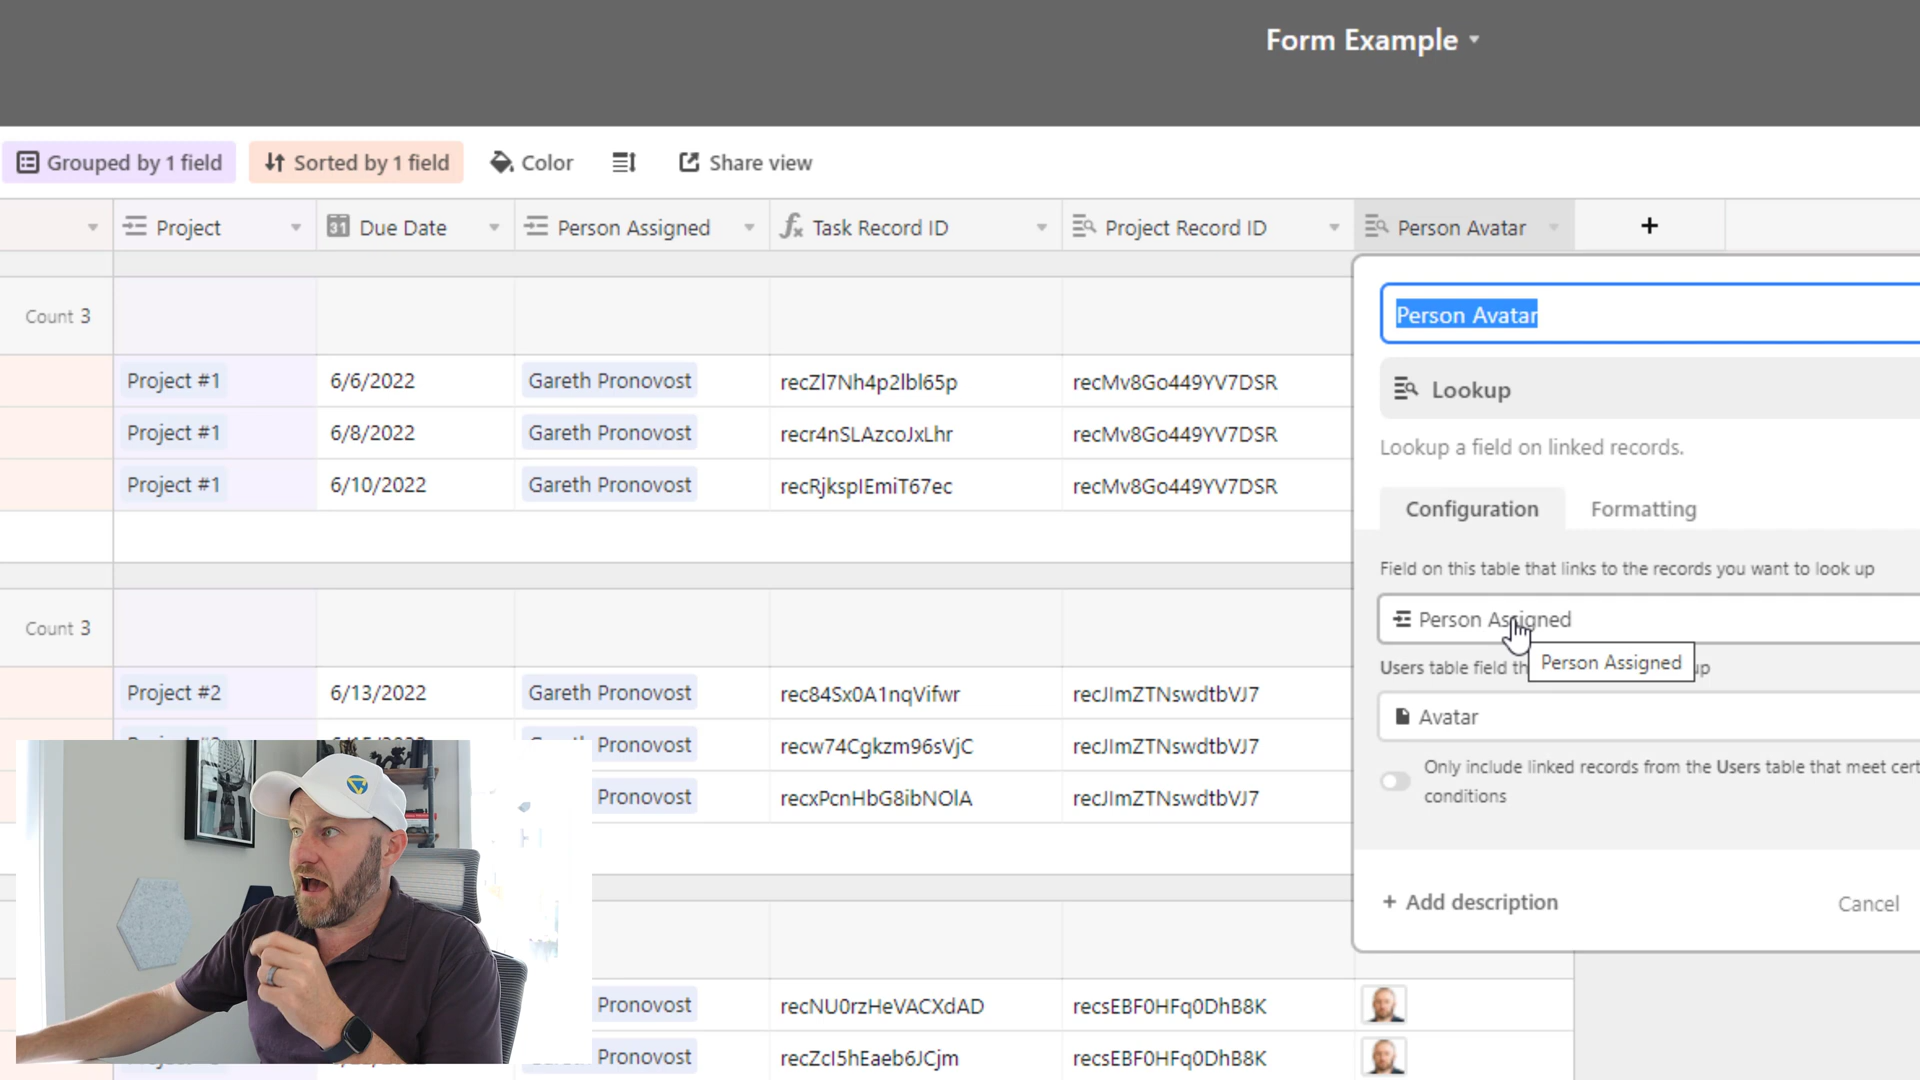 Form Example
Grouped by 1 field Sorted by 1 field Color Share view
Project Due Date Person Assigned Task Record ID Project Record ID Person Avatar +
Count 3
Project #1 6/6/2022 Gareth Pronovost recZl7Nh4p2lbl65p recMv8Go449YV7DSR
Project #1 6/8/2022 Gareth Pronovost recr4nSLAzcoJxLhr recMv8Go449YV7DSR
Project #1 6/10/2022 Gareth Pronovost recRjkspIEmiT67ec recMv8Go449YV7DSR
Count 3
Project #2 6/13/2022 Gareth Pronovost rec84Sx0A1nqVifwr recJImZTNswdtbVJ7
Pronovost recw74Cgkzm96sVjC recJImZTNswdtbVJ7
Pronovost recxPcnHbG8ibNOlA recJImZTNswdtbVJ7
Pronovost recNU0rzHeVACXdAD recsEBF0HFq0DhB8K
Pronovost recZcI5hEaeb6JCjm recsEBF0HFq0DhB8K
Person Avatar
Lookup
Lookup a field on linked records.
Configuration Formatting
Field on this table that links to the records you want to look up
Person Assigned
Person Assigned
Users table field
Avatar
Only include linked records from the Users table that meet cert
conditions
+ Add description Cancel